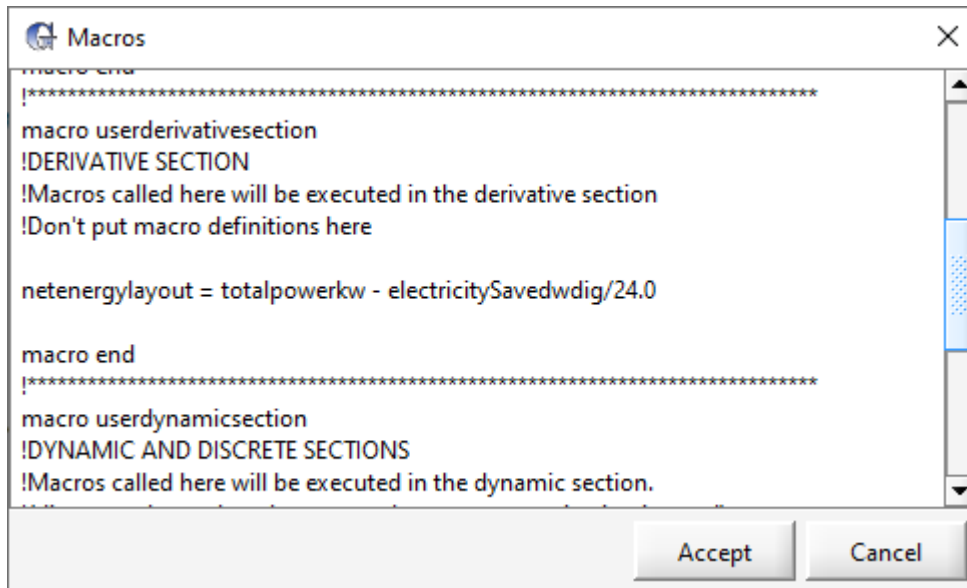 Macros
macro end
!*******************************************************************************
macro userderivativesection
!DERIVATIVE SECTION
!Macros called here will be executed in the derivative section
!Don't put macro definitions here
netenergylayout = totalpowerkw - electricitySavedwdig/24.0
macro end
!*******************************************************************************
macro userdynamicsection
!DYNAMIC AND DISCRETE SECTIONS
!Macros called here will be executed in the dynamic section.
Accept
Cancel